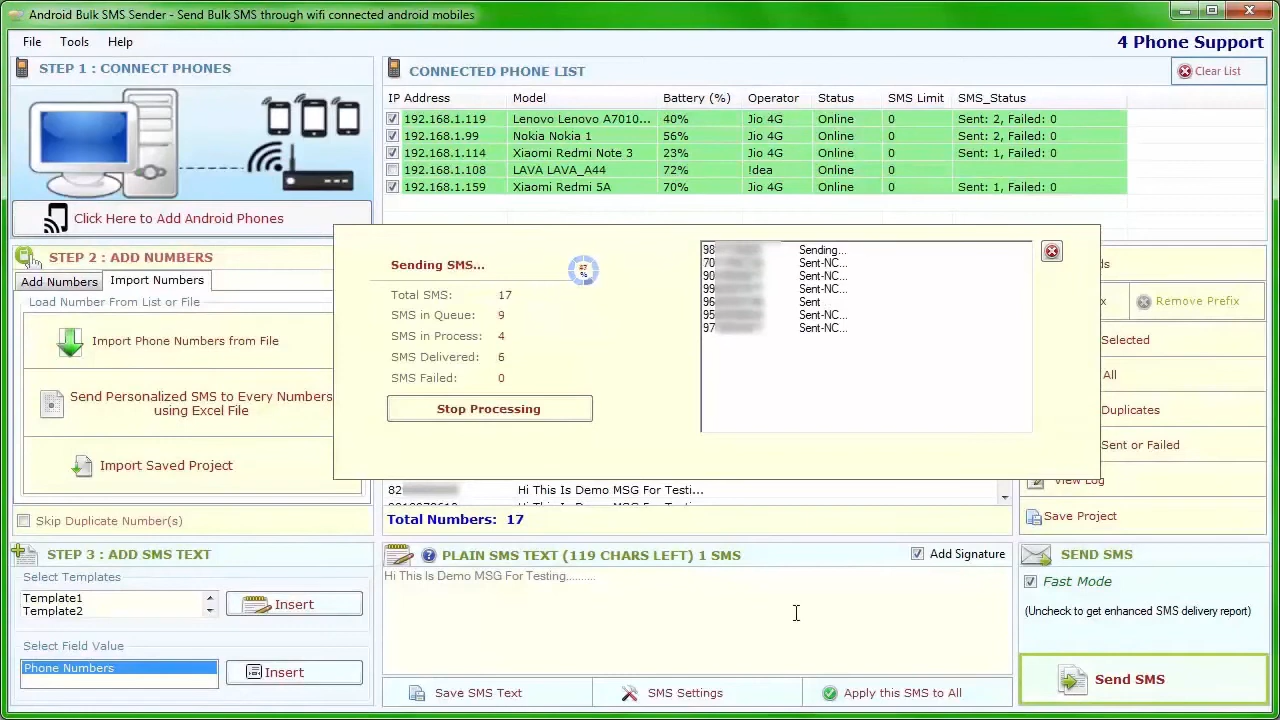 Android Bulk SMS Sender - Send Bulk SMS through wifi connected android mobiles
File Tools Help
4 Phone Support
STEP 1 : CONNECT PHONES
Click Here to Add Android Phones
CONNECTED PHONE LIST
Clear List
IP Address Model Battery (%) Operator Status SMS Limit SMS_Status
192.168.1.119 Lenovo Lenovo A7010... 40% Jio 4G Online 0 Sent: 2, Failed: 0
192.168.1.99 Nokia Nokia 1 56% Jio 4G Online 0 Sent: 2, Failed: 0
192.168.1.114 Xiaomi Redmi Note 3 23% Jio 4G Online 0 Sent: 1, Failed: 0
192.168.1.108 LAVA LAVA_A44 72% !dea Online 0
192.168.1.159 Xiaomi Redmi 5A 70% Jio 4G Online 0 Sent: 1, Failed: 0
STEP 2 : ADD NUMBERS
Add Numbers Import Numbers
Load Number From List or File
Import Phone Numbers from File
Send Personalized SMS to Every Numbers
using Excel File
Import Saved Project
Skip Duplicate Number(s)
Sending SMS...
47
%
Total SMS: 17
SMS in Queue: 9
SMS in Process: 4
SMS Delivered: 6
SMS Failed: 0
Stop Processing
98 Sending...
70 Sent-NC...
90 Sent-NC...
99 Sent-NC...
96 Sent
95 Sent-NC...
97 Sent-NC...
Remove Prefix
Selected
All
Duplicates
Sent or Failed
View Log
Save Project
82 Hi This Is Demo MSG For Testi...
Total Numbers: 17
STEP 3 : ADD SMS TEXT
Select Templates
Template1
Template2
Insert
Select Field Value
Phone Numbers
Insert
PLAIN SMS TEXT (119 CHARS LEFT) 1 SMS
Add Signature
Hi This Is Demo MSG For Testing..........
Save SMS Text
SMS Settings
Apply this SMS to All
SEND SMS
Fast Mode
(Uncheck to get enhanced SMS delivery report)
Send SMS